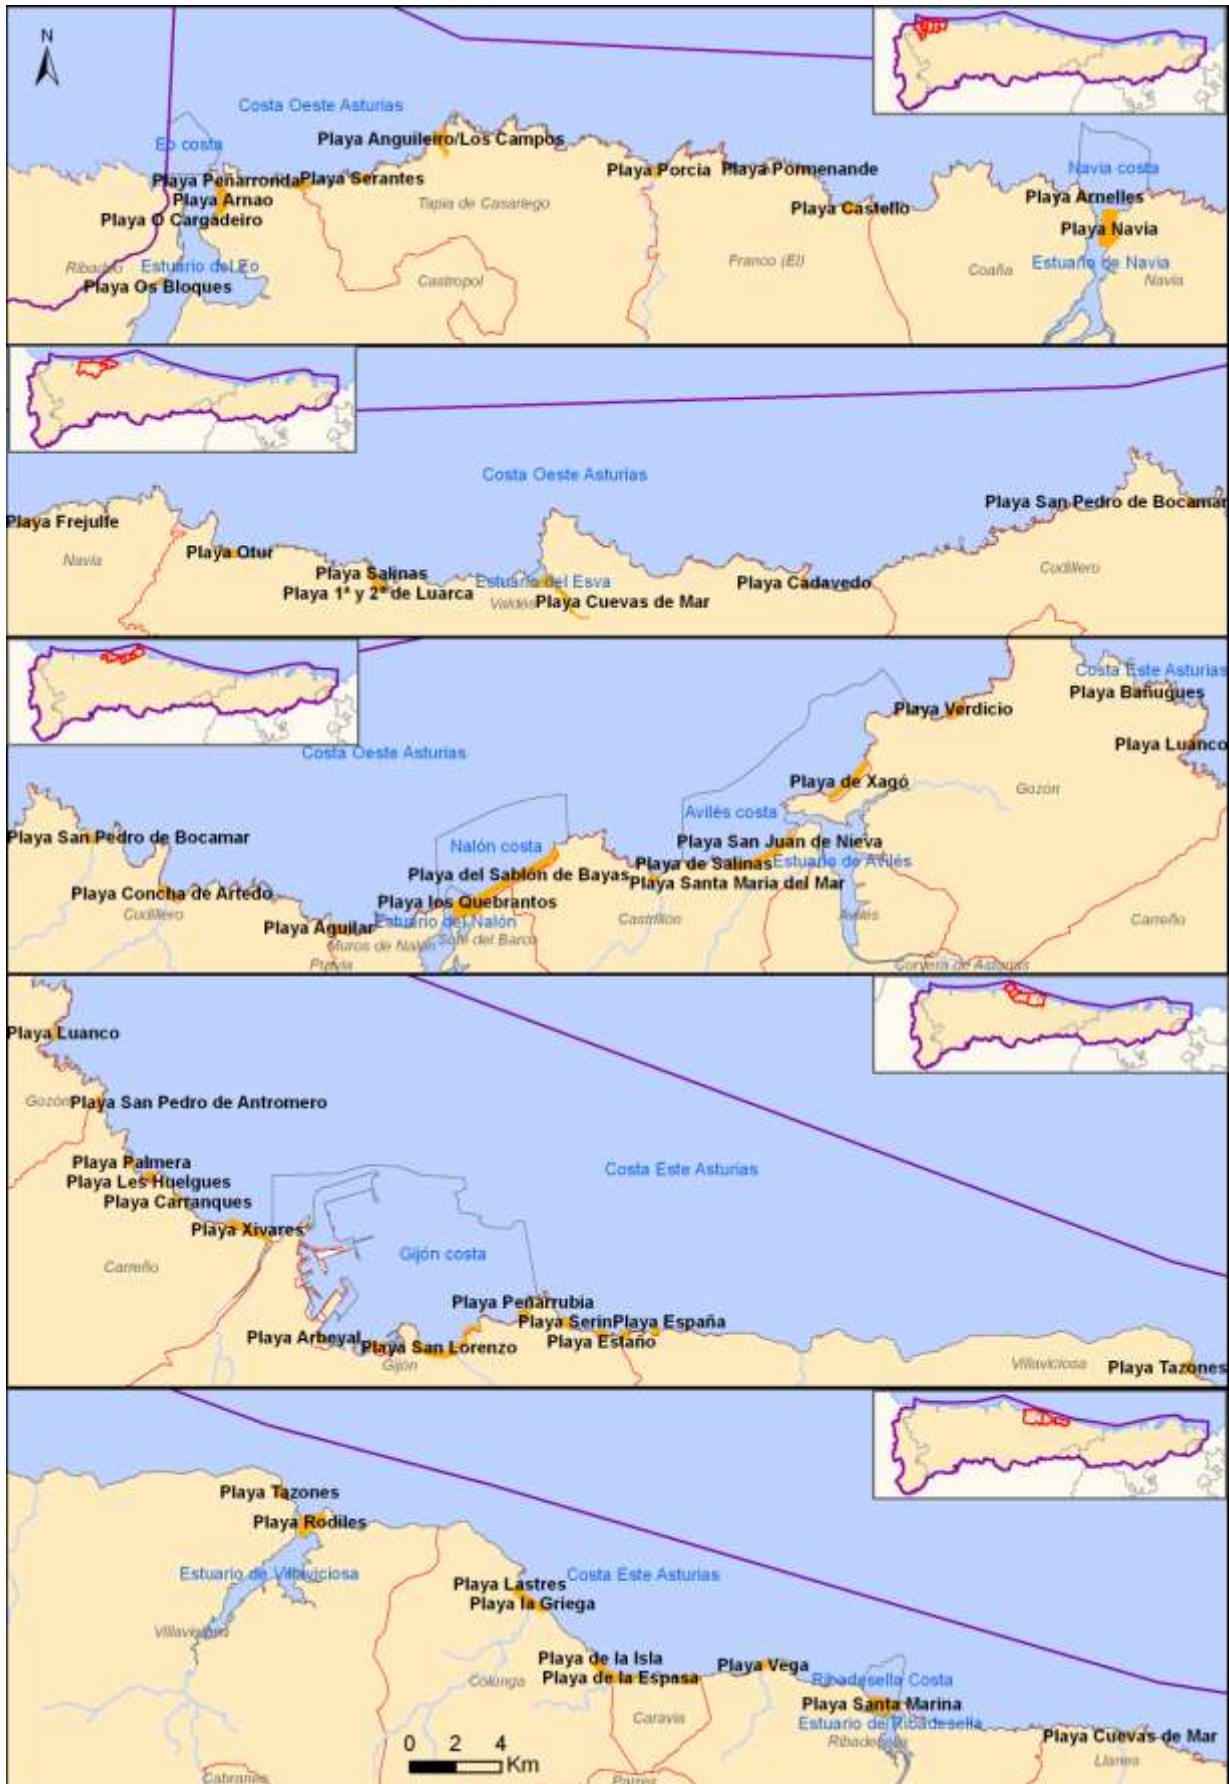 N
Costa Oeste Asturias
Eo costa
Playa Anguileiro/Los Campos
Navia costa
Playa Peñarronda
Playa Serantes
Playa Porcia
Playa Pormenande
Playa Arnao
Tapia de Casariego
Playa Castello
Playa Arnelles
Playa O Cargadeiro
Playa Navia
Ribadeo
Estuario del Eo
Castropol
Franco (El)
Coaña
Estuario de Navia
Navia
Playa Os Bloques
Costa Oeste Asturias
Playa San Pedro de Bocamar
Playa Frejulfe
Navia
Playa Otur
Playa Salinas
Playa 1ª y 2ª de Luarca
Estuario del Esva
Valdés
Playa Cuevas de Mar
Playa Cadavedo
Cudillero
Costa Este Asturias
Playa Bañugues
Playa Verdicio
Playa Luanco
Costa Oeste Asturias
Playa de Xagó
Gozón
Avilés costa
Playa San Pedro de Bocamar
Nalón costa
Playa San Juan de Nieva
Playa de Salinas
Estuario de Avilés
Playa del Sablón de Bayas
Playa Santa María del Mar
Playa Concha de Artedo
Playa los Quebrantos
Cudillero
Castrillón
Avilés
Carreño
Playa Aguilar
Estuario del Nalón
Muros de Nalón
Soto del Barco
Pravia
Corvera de Asturias
Playa Luanco
Gozón
Playa San Pedro de Antromero
Playa Palmera
Playa Les Huelgues
Playa Carranques
Costa Este Asturias
Playa Xivares
Carreño
Gijón costa
Playa Peñarrubia
Playa Serin
Playa España
Playa Arbeyal
Playa San Lorenzo
Playa Estaño
Gijón
Villaviciosa
Playa Tazones
Playa Tazones
Playa Rodiles
Estuario de Villaviciosa
Playa Lastres
Costa Este Asturias
Playa la Griega
Villaviciosa
Playa de la Isla
Playa Vega
Colunga
Playa de la Espasa
Ribadesella Costa
Playa Santa Marina
Caravia
Estuario de Ribadesella
Ribadesella
Playa Cuevas de Mar
Llanes
0 2 4
Km
Cabranes
Parres